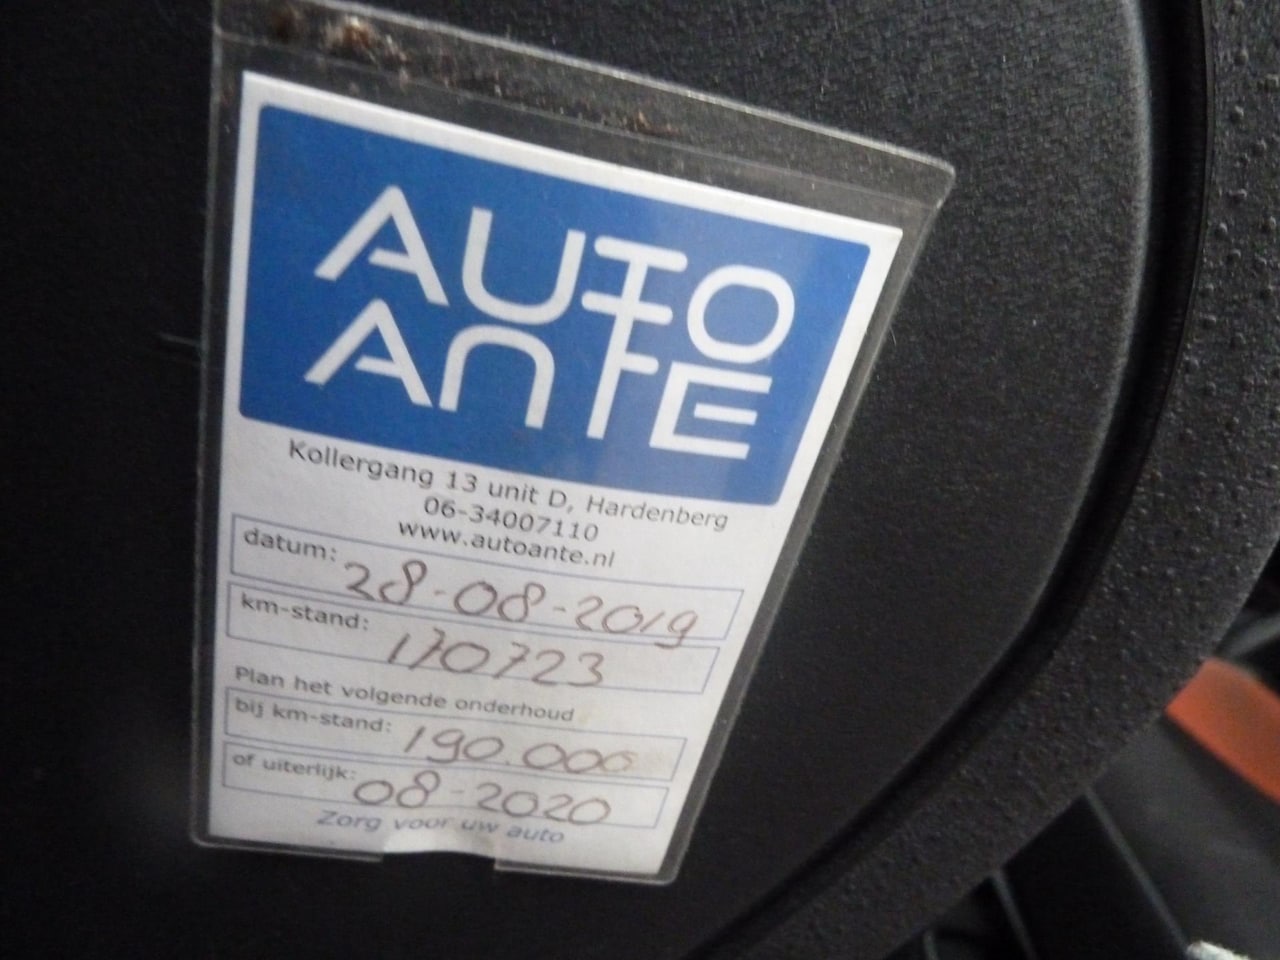 AUTO
ANTE
Kollergang 13 unit D, Hardenberg
06-34007110
www.autoante.nl
datum: 28-08-2019
km-stand: 170723
Plan het volgende onderhoud
bij km-stand: 190.000
of uiterlijk: 08-2020
Zorg voor uw auto